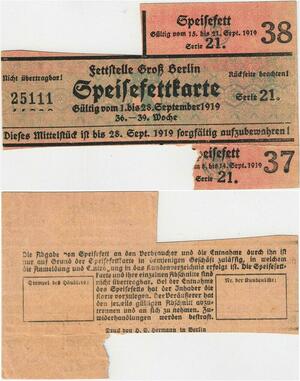 Speisefett
Gültig vom 15. bis 21. Sept. 1919
Serie 21.
38
Nicht übertragbar!
Fettstelle Groß Berlin
Rückseite beachten!
25111
Speisefettkarte
Serie 21.
Gültig vom 1. bis 28. September 1919
36.—39. Woche
Dieses Mittelstück ist bis 28. Sept. 1919 sorgfältig aufzubewahren!
Speisefett
8. bis 14. Sept. 1919
Serie 21.
37
Die Abgabe von Speisefett an den Verbraucher und die Entnahme durch ihn ist
nur auf Grund der Speisefettkarte in demjenigen Geschäft zulässig, in welchem
die Anmeldung und Eintragung in das Kundenverzeichnis erfolgt ist. Die Speisefett-
karte und ihre einzelnen Abschnitte sind
nicht übertragbar. Bei der Entnahme
des Speisefetts hat der Inhaber die
Karte vorzulegen. Der Veräußerer hat
den jeweils gültigen Abschnitt abzu-
trennen und an sich zu nehmen. Zu-
widerhandlungen werden bestraft.
Stempel des Händlers:
Nr. der Kundenliste:
Druck von H. S. Hermann in Berlin